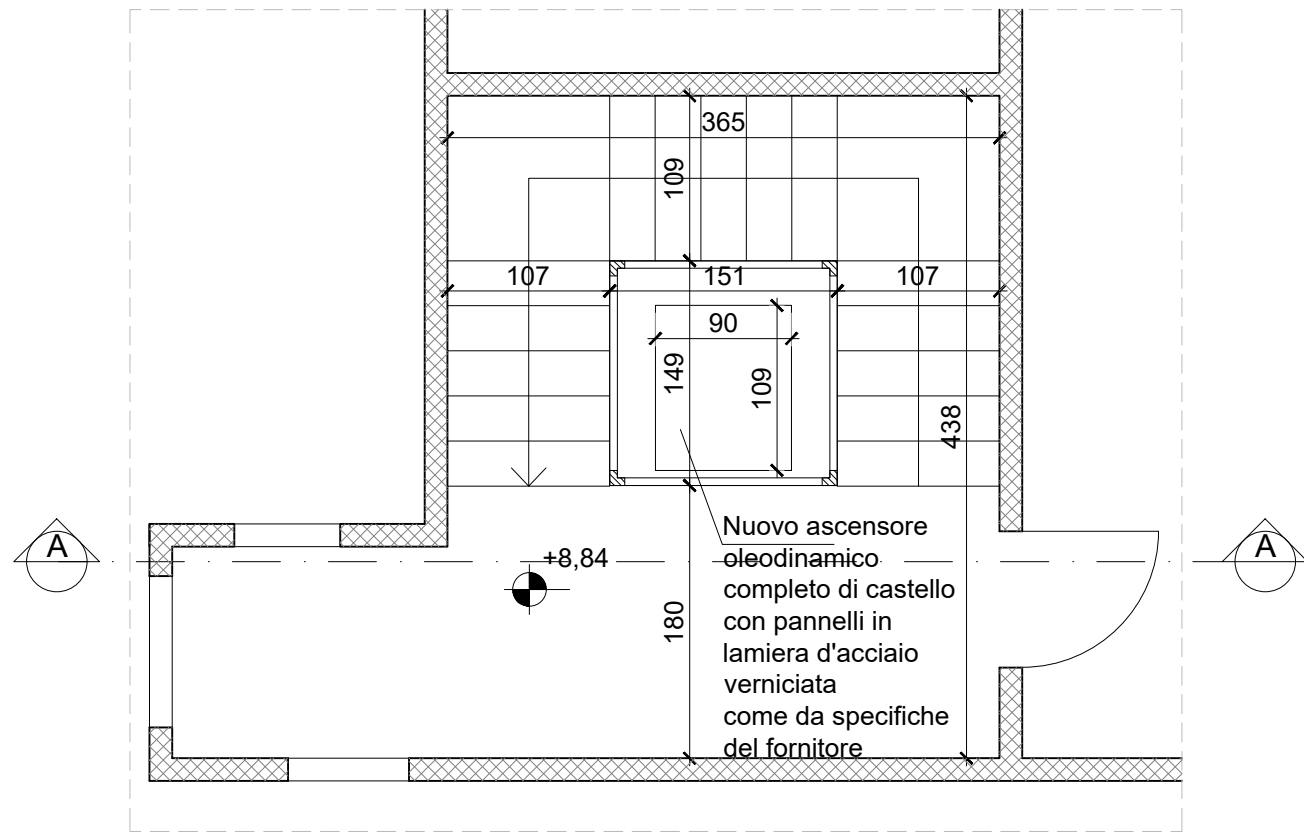 365
109
107
151
107
90
149
109
438
A
A
+8,84
180
Nuovo ascensore
oleodinamico
completo di castello
con pannelli in
lamiera d'acciaio
verniciata
come da specifiche
del fornitore